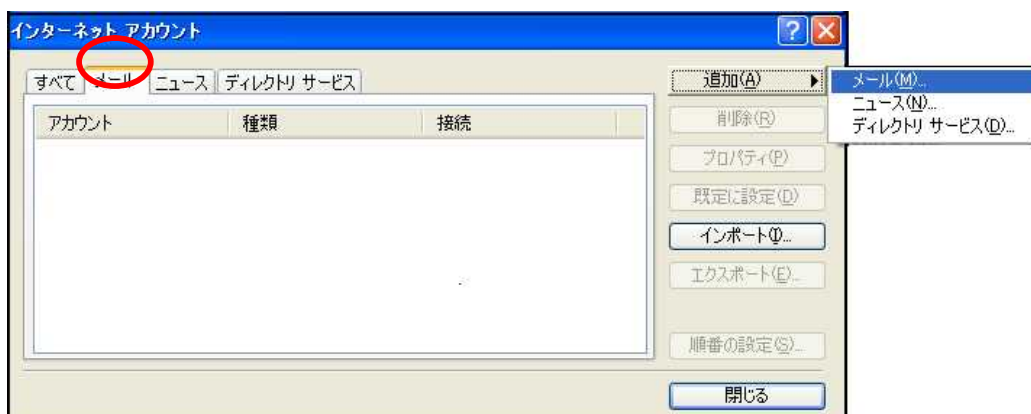 インターネット アカウント
すべて メール ニュース ディレクトリ サービス
アカウント 種類 接続
追加(A)
削除(R)
プロパティ(P)
既定に設定(D)
インポート(I)...
エクスポート(E)...
順番の設定(S)...
閉じる
メール(M)...
ニュース(N)...
ディレクトリ サービス(D)...